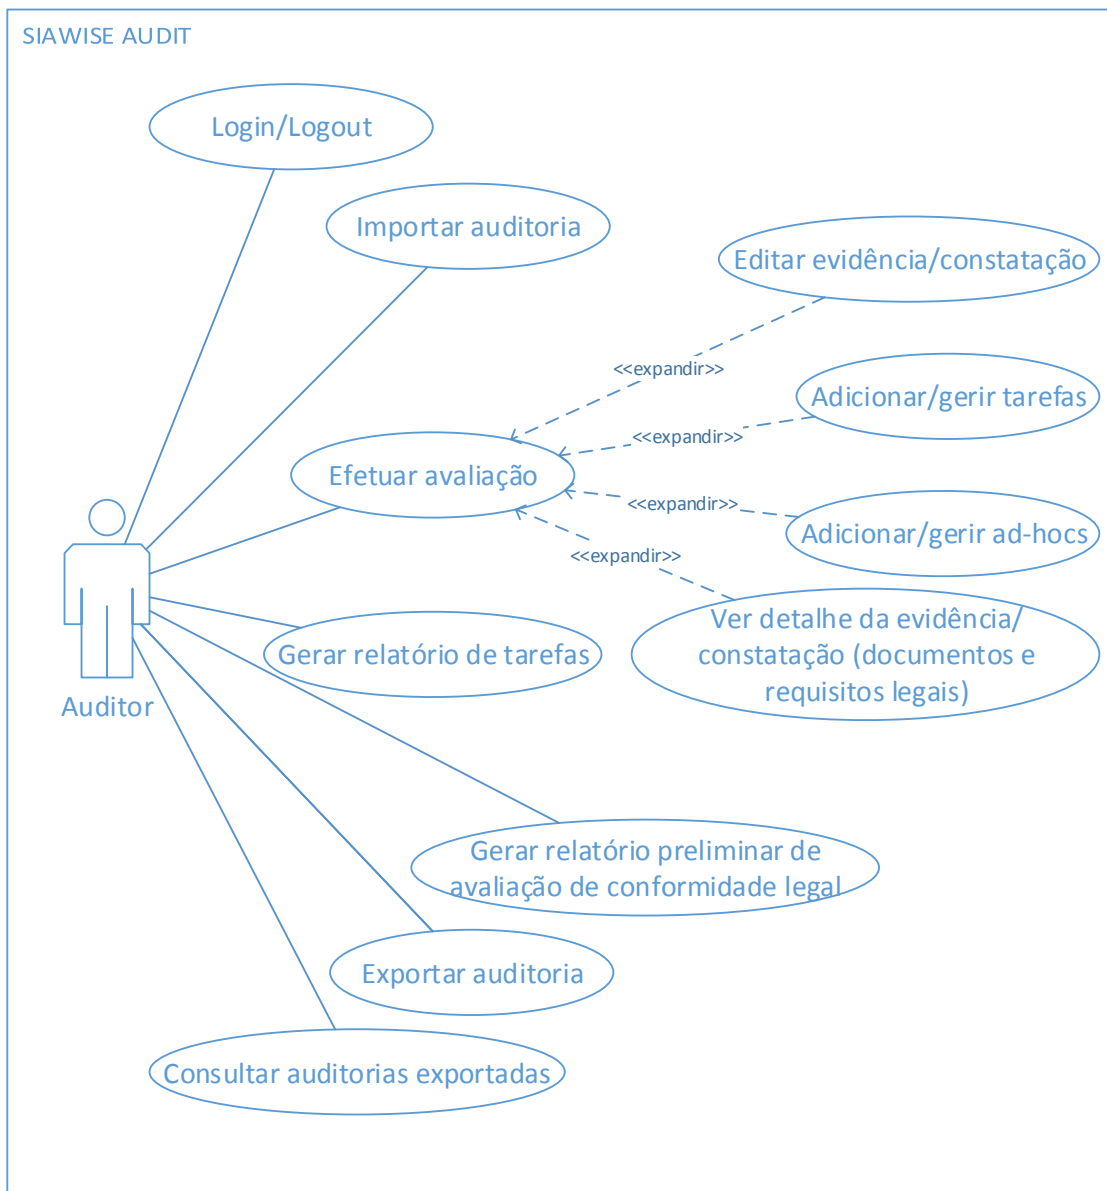 SIAWISE AUDIT
Login/Logout
Importar auditoria
Editar evidência/constatação
<<expandir>>
Adicionar/gerir tarefas
<<expandir>>
Efetuar avaliação
<<expandir>>
Adicionar/gerir ad-hocs
<<expandir>>
Ver detalhe da evidência/
constatação (documentos e
requisitos legais)
Gerar relatório de tarefas
Auditor
Gerar relatório preliminar de
avaliação de conformidade legal
Exportar auditoria
Consultar auditorias exportadas